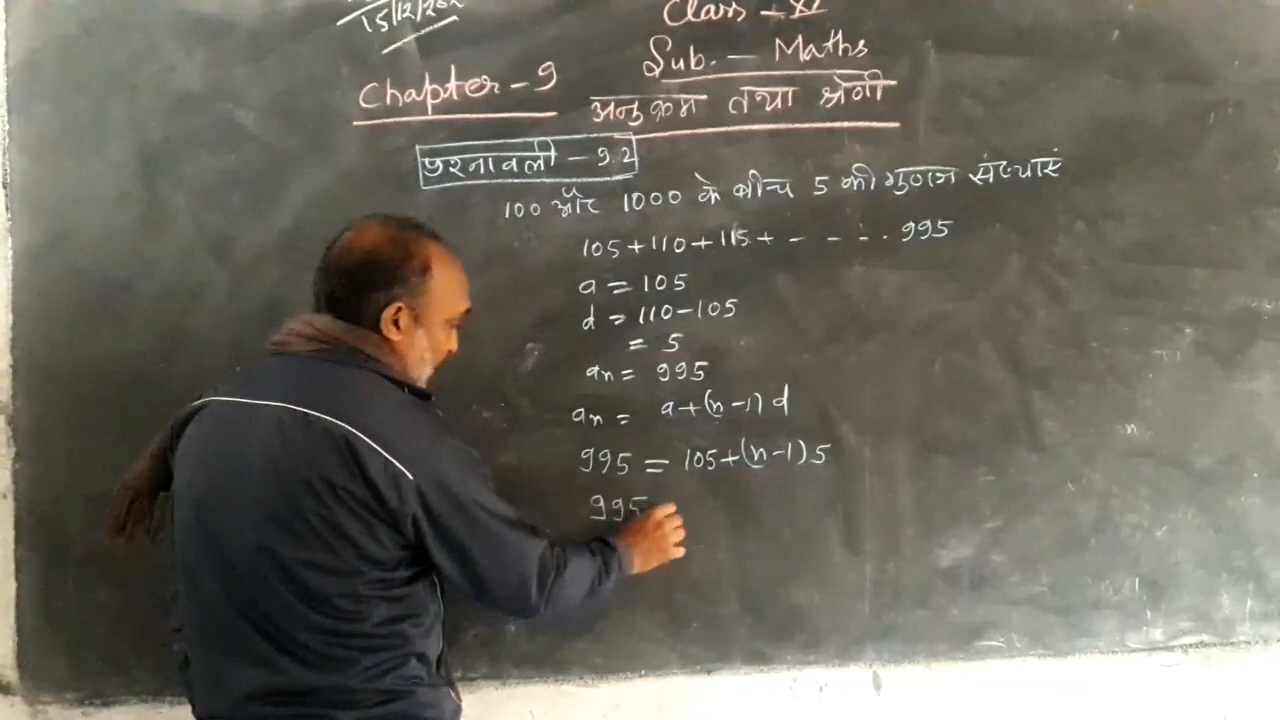 15/12/202
Class - XI
Sub. - Maths
Chapter - 9
अनुक्रम तथा श्रेणी
प्रश्नावली - 9.2
100 और 1000 के बीच 5 की गुणज संख्याएं
105+110+115+ - - - . . 995
a = 105
d = 110-105
= 5
an = 995
an = a+(n-1) d
995 = 105+(n-1) 5
995